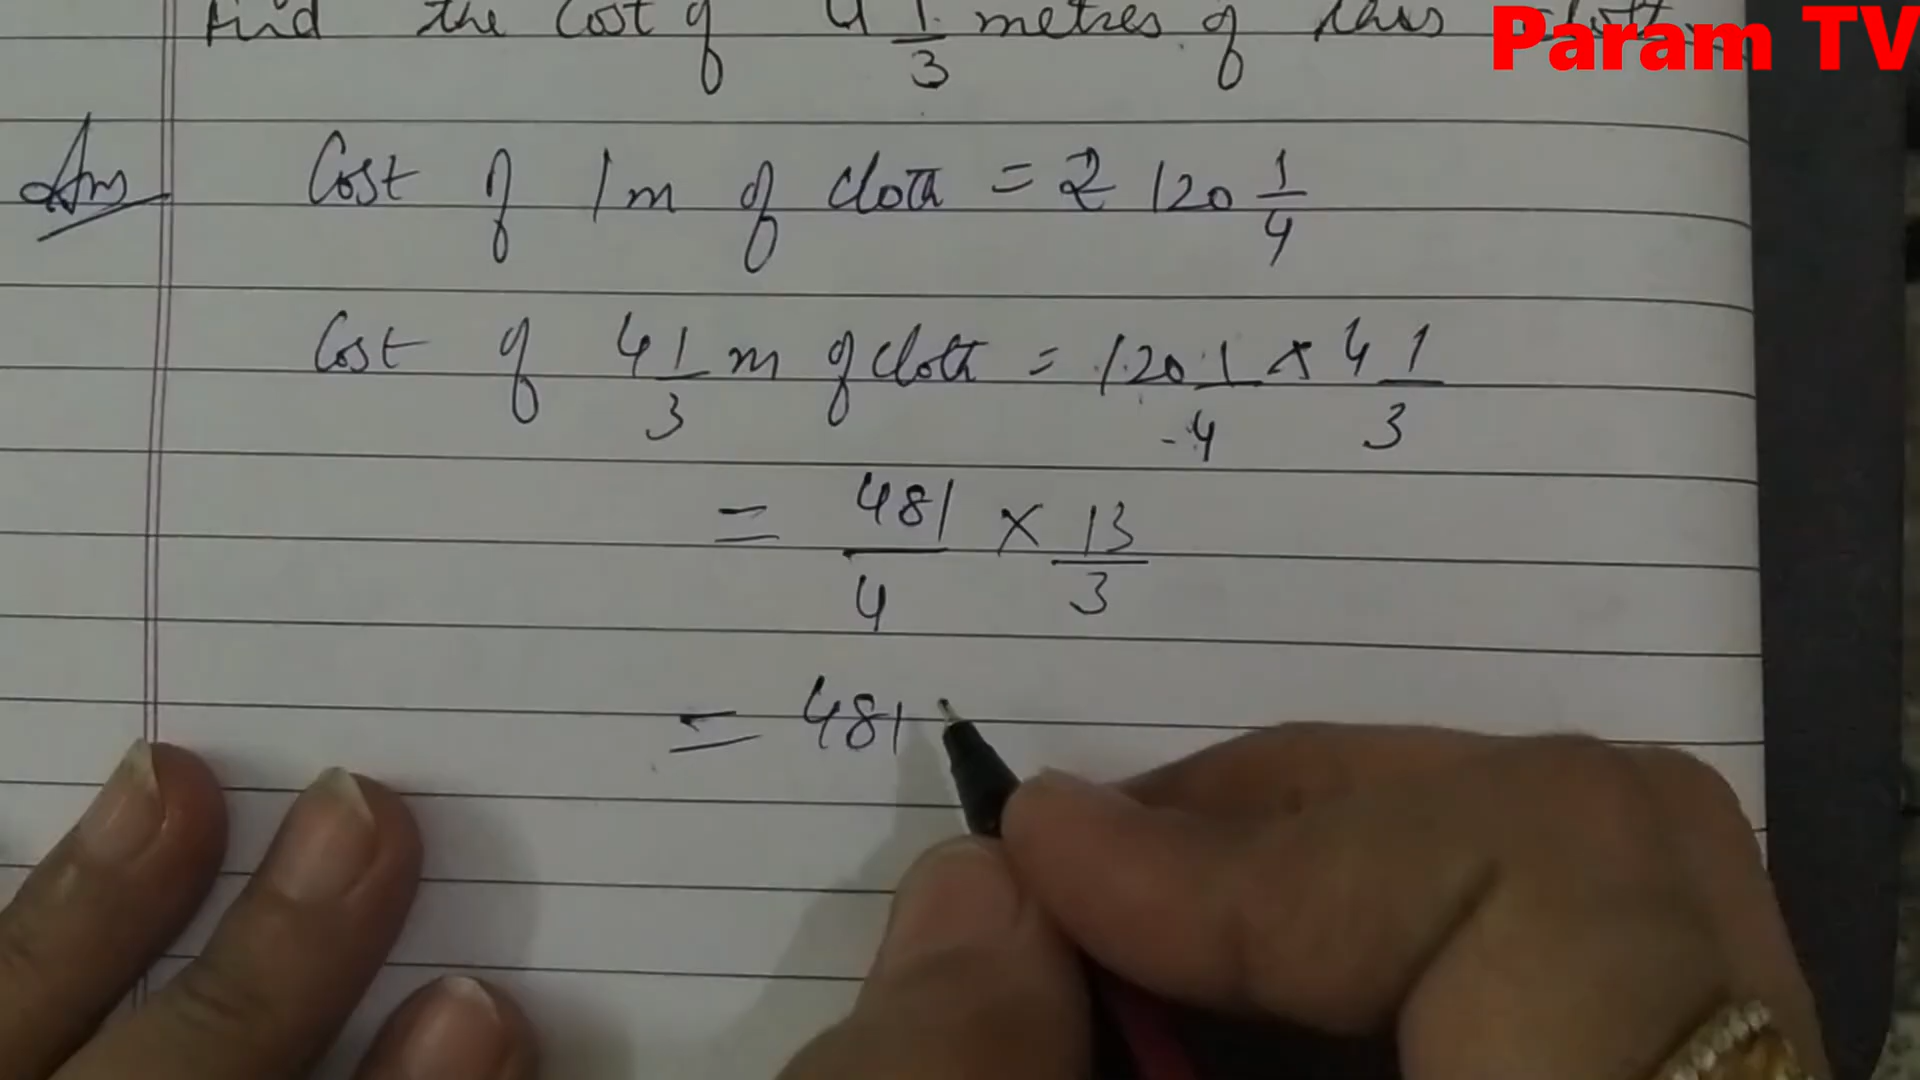 Find the cost of 4 1/3 metres of this cloth
Param TV
Ans Cost of 1m of cloth = ₹ 120 1/4
Cost of 4 1/3 m of cloth = 120 1/4 × 4 1/3
= 481/4 × 13/3
= 481